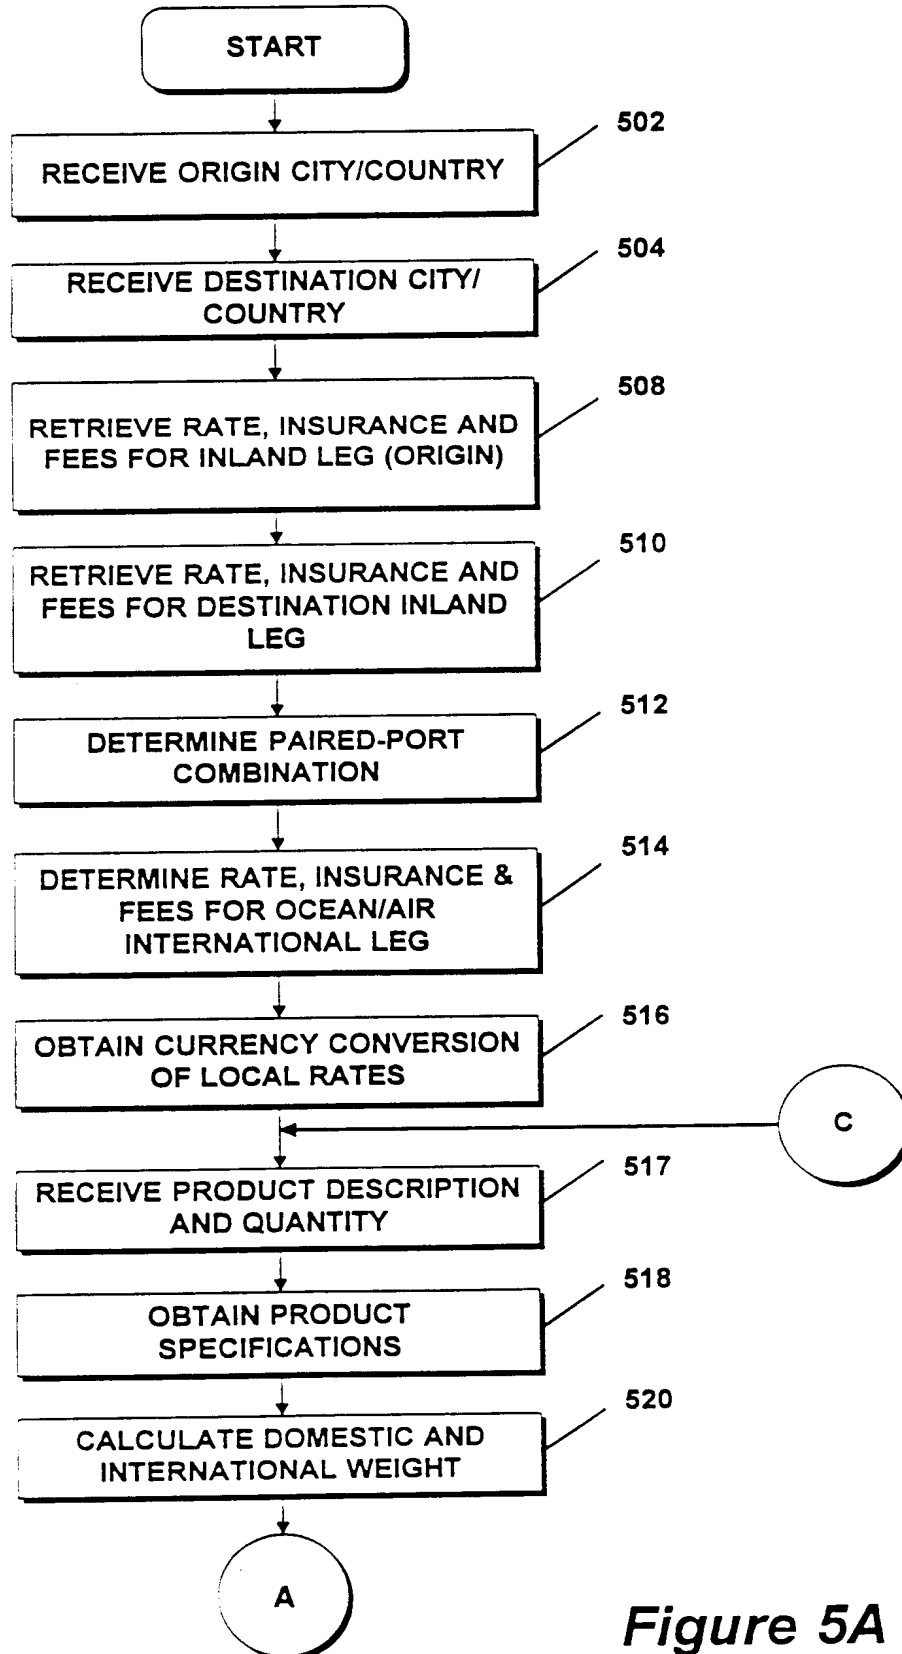 START
502
RECEIVE ORIGIN CITY/COUNTRY
504
RECEIVE DESTINATION CITY/
COUNTRY
508
RETRIEVE RATE, INSURANCE AND
FEES FOR INLAND LEG (ORIGIN)
510
RETRIEVE RATE, INSURANCE AND
FEES FOR DESTINATION INLAND
LEG
512
DETERMINE PAIRED-PORT
COMBINATION
514
DETERMINE RATE, INSURANCE &
FEES FOR OCEAN/AIR
INTERNATIONAL LEG
516
OBTAIN CURRENCY CONVERSION
OF LOCAL RATES
C
517
RECEIVE PRODUCT DESCRIPTION
AND QUANTITY
518
OBTAIN PRODUCT
SPECIFICATIONS
520
CALCULATE DOMESTIC AND
INTERNATIONAL WEIGHT
A
Figure 5A